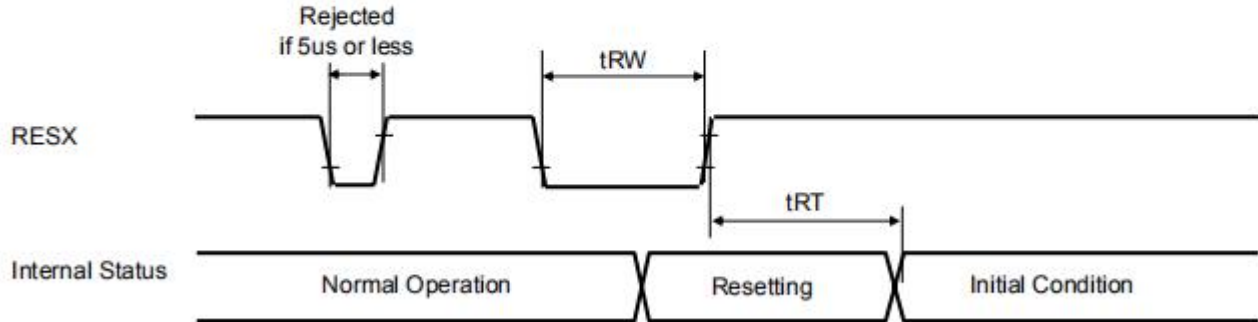 Rejected
if 5us or less
tRW
RESX
tRT
Internal Status
Normal Operation
Resetting
Initial Condition